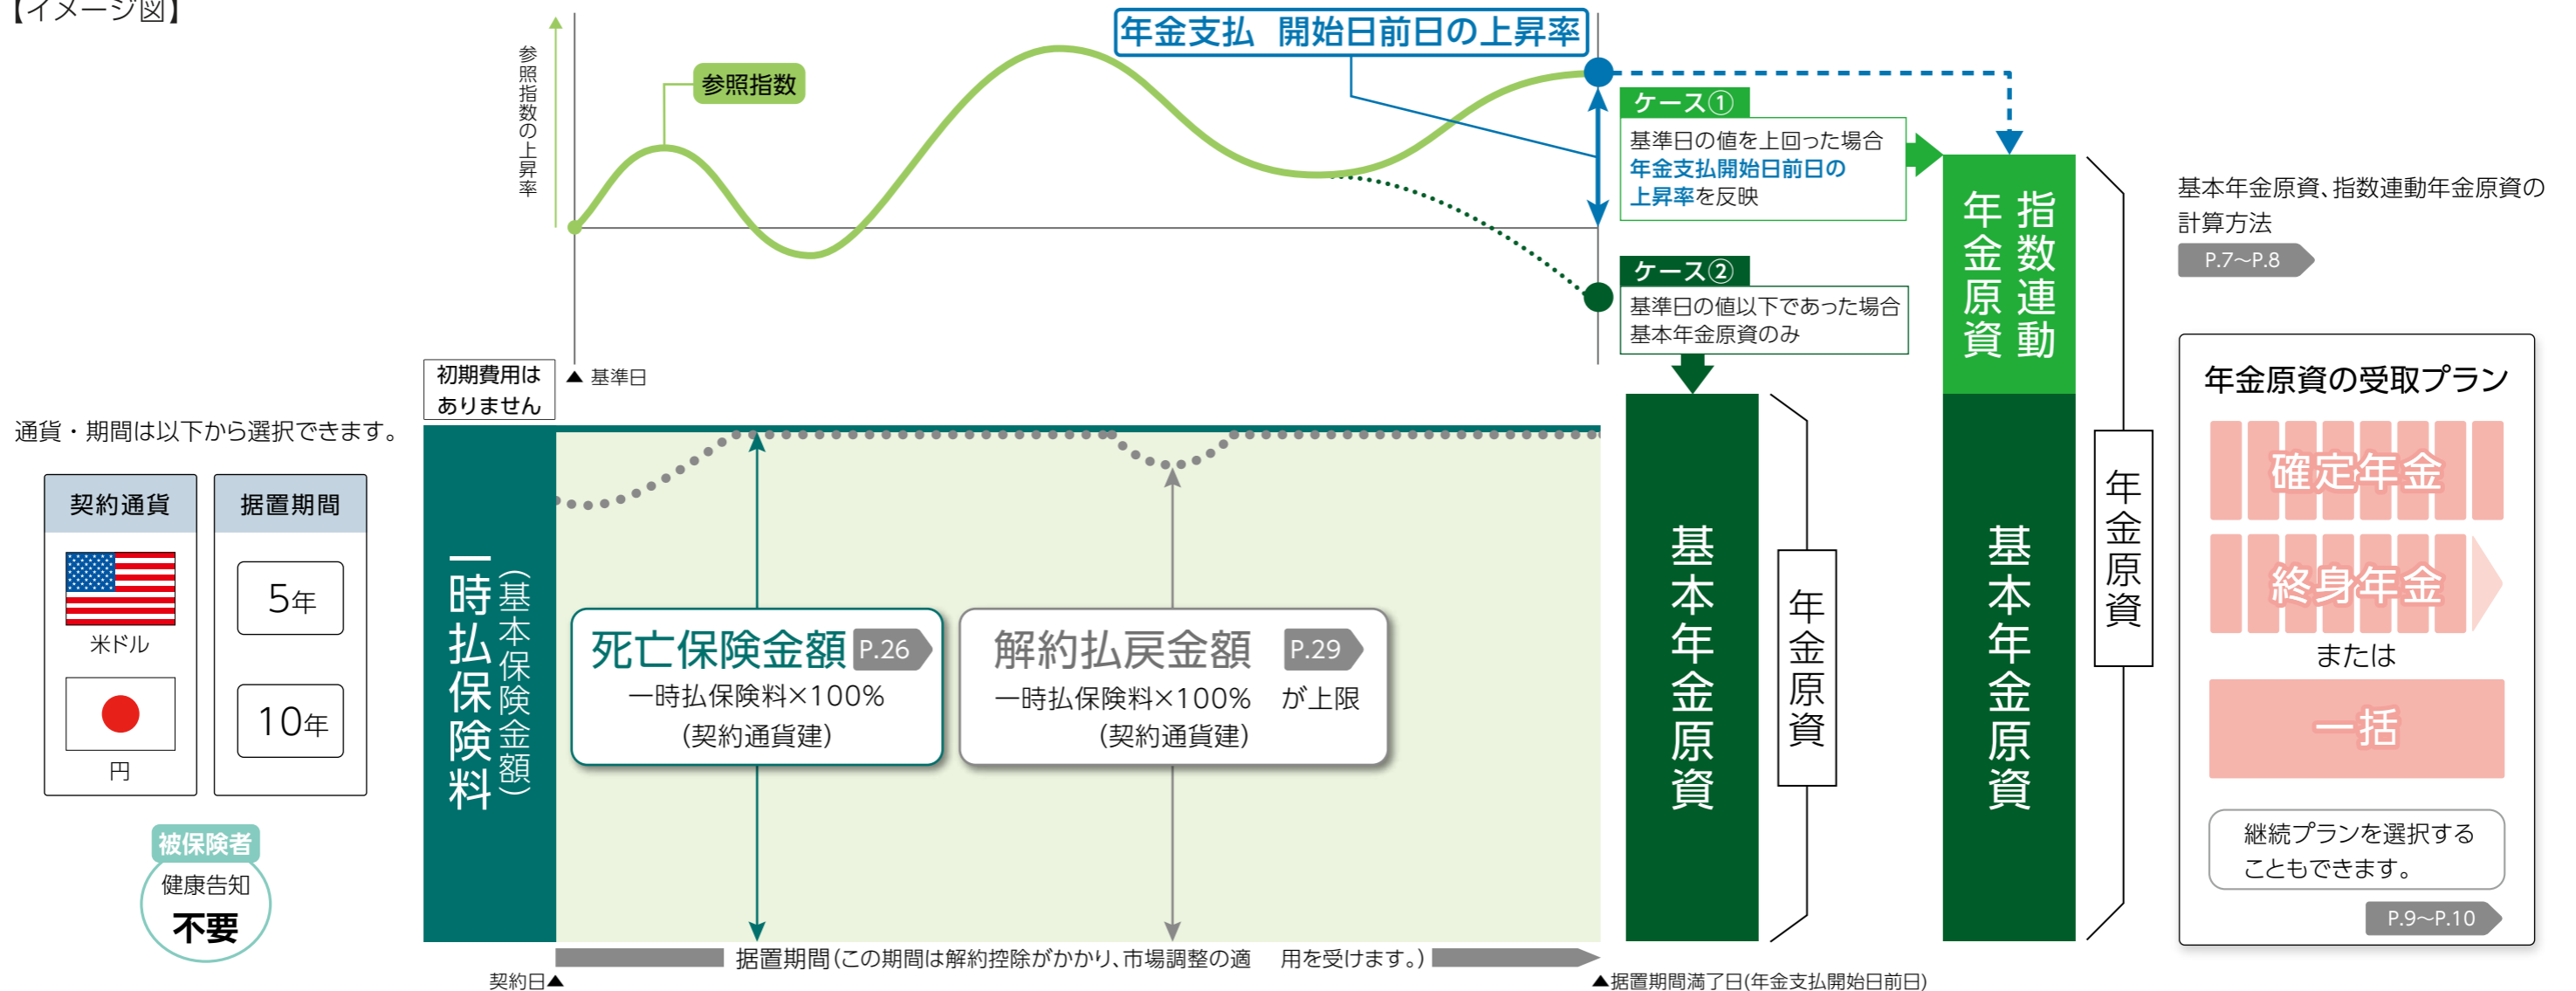 【イメージ図】
参照指数の上昇率
参照指数
年金支払 開始日前日の上昇率
ケース①
基準日の値を上回った場合
年金支払開始日前日の
上昇率を反映
ケース②
基準日の値以下であった場合
基本年金原資のみ
▲ 基準日
初期費用は
ありません
通貨・期間は以下から選択できます。
契約通貨
米ドル
円
据置期間
5年
10年
被保険者
健康告知
不要
一時払保険料
(基本保険金額)
死亡保険金額 P.26
一時払保険料×100%
(契約通貨建)
解約払戻金額 P.29
一時払保険料×100% が上限
(契約通貨建)
据置期間(この期間は解約控除がかかり、市場調整の適 用を受けます。)
契約日▲
▲据置期間満了日(年金支払開始日前日)
基本年金原資
年金原資
指数連動
年金原資
基本年金原資
年金原資
基本年金原資、指数連動年金原資の
計算方法
P.7~P.8
年金原資の受取プラン
確定年金
終身年金
または
一括
継続プランを選択する
こともできます。
P.9~P.10